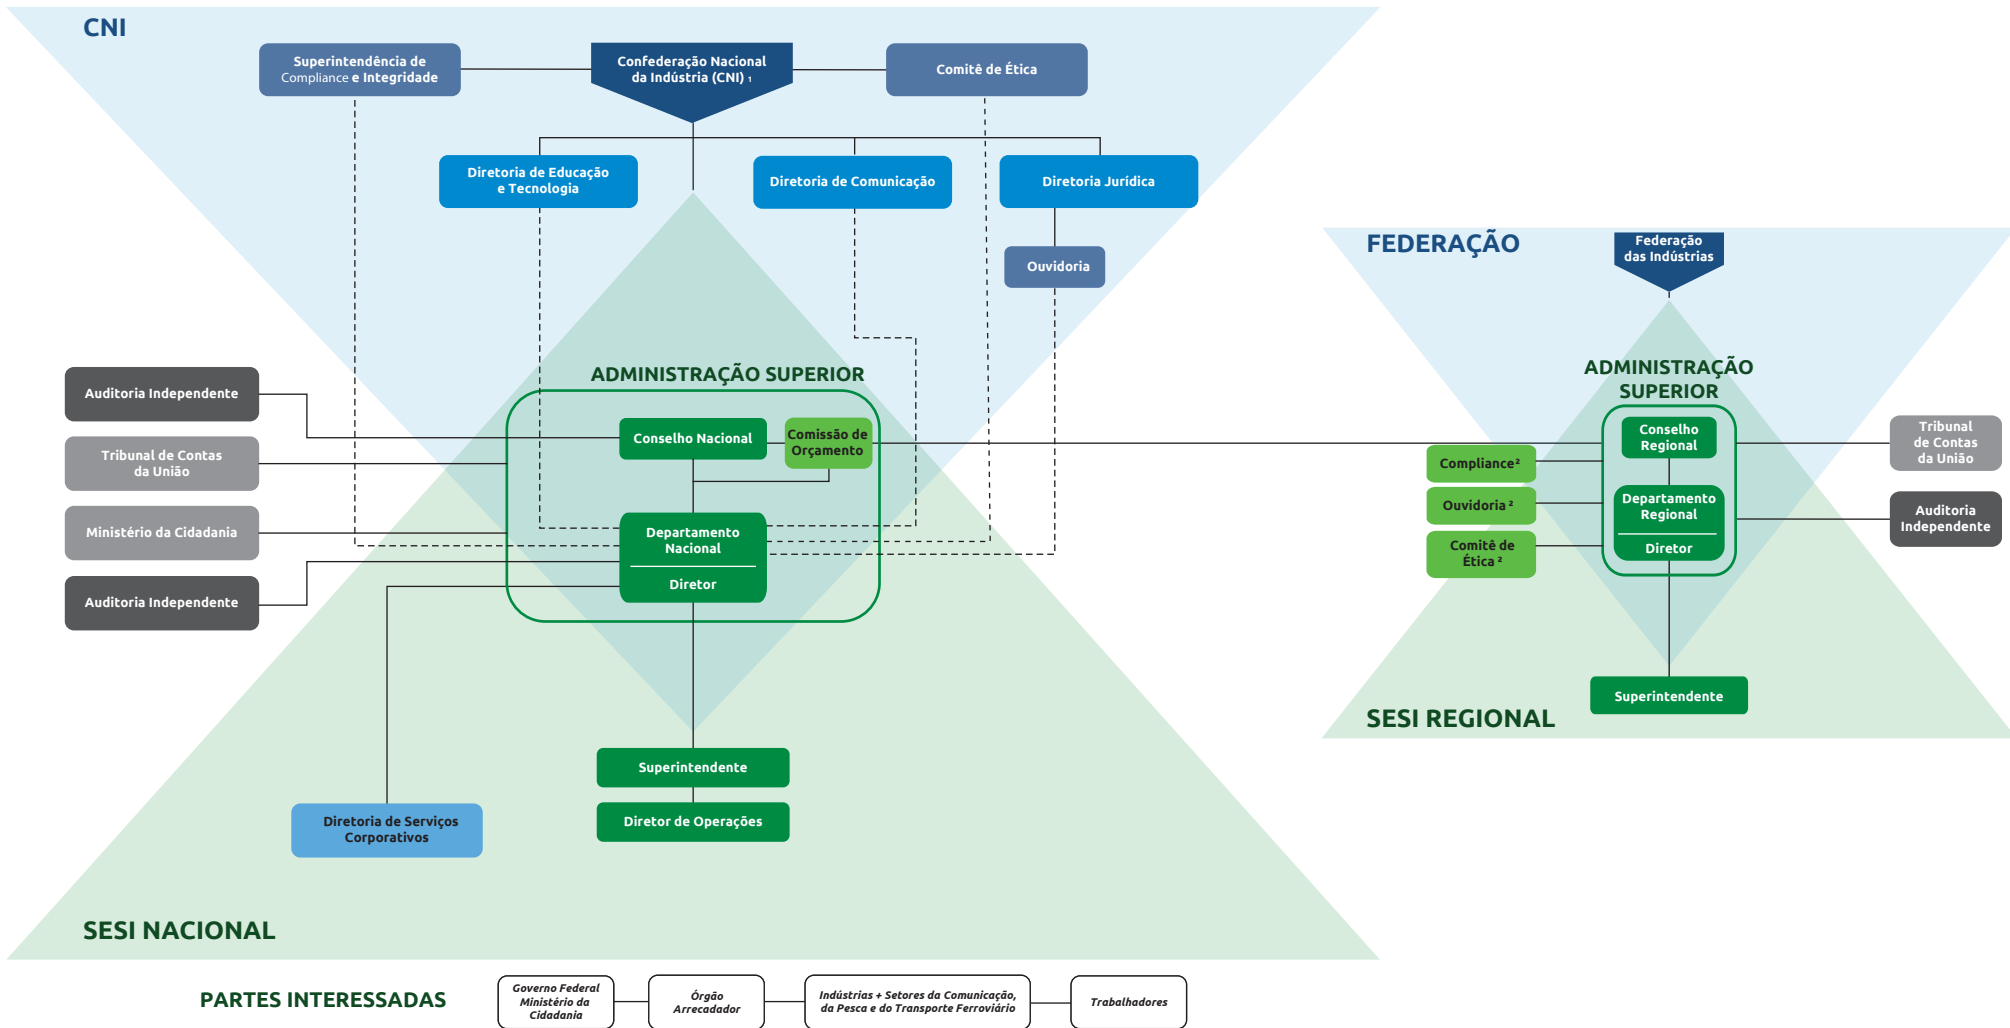 CNI
Superintendência de
Compliance e Integridade
Confederação Nacional
da Indústria (CNI) 1
Comitê de Ética
Diretoria de Educação
e Tecnologia
Diretoria de Comunicação
Diretoria Jurídica
Ouvidoria
ADMINISTRAÇÃO SUPERIOR
Auditoria Independente
Tribunal de Contas
da União
Ministério da Cidadania
Auditoria Independente
Conselho Nacional
Comissão de
Orçamento
Departamento
Nacional
Diretor
Superintendente
Diretor de Operações
Diretoria de Serviços
Corporativos
SESI NACIONAL
FEDERAÇÃO
Federação
das Indústrias
ADMINISTRAÇÃO
SUPERIOR
Conselho
Regional
Compliance²
Ouvidoria ²
Comitê de
Ética ²
Departamento
Regional
Diretor
Tribunal
de Contas
da União
Auditoria
Independente
Superintendente
SESI REGIONAL
PARTES INTERESSADAS
Governo Federal
Ministério da
Cidadania
Órgão
Arrecadador
Indústrias + Setores da Comunicação,
da Pesca e do Transporte Ferroviário
Trabalhadores